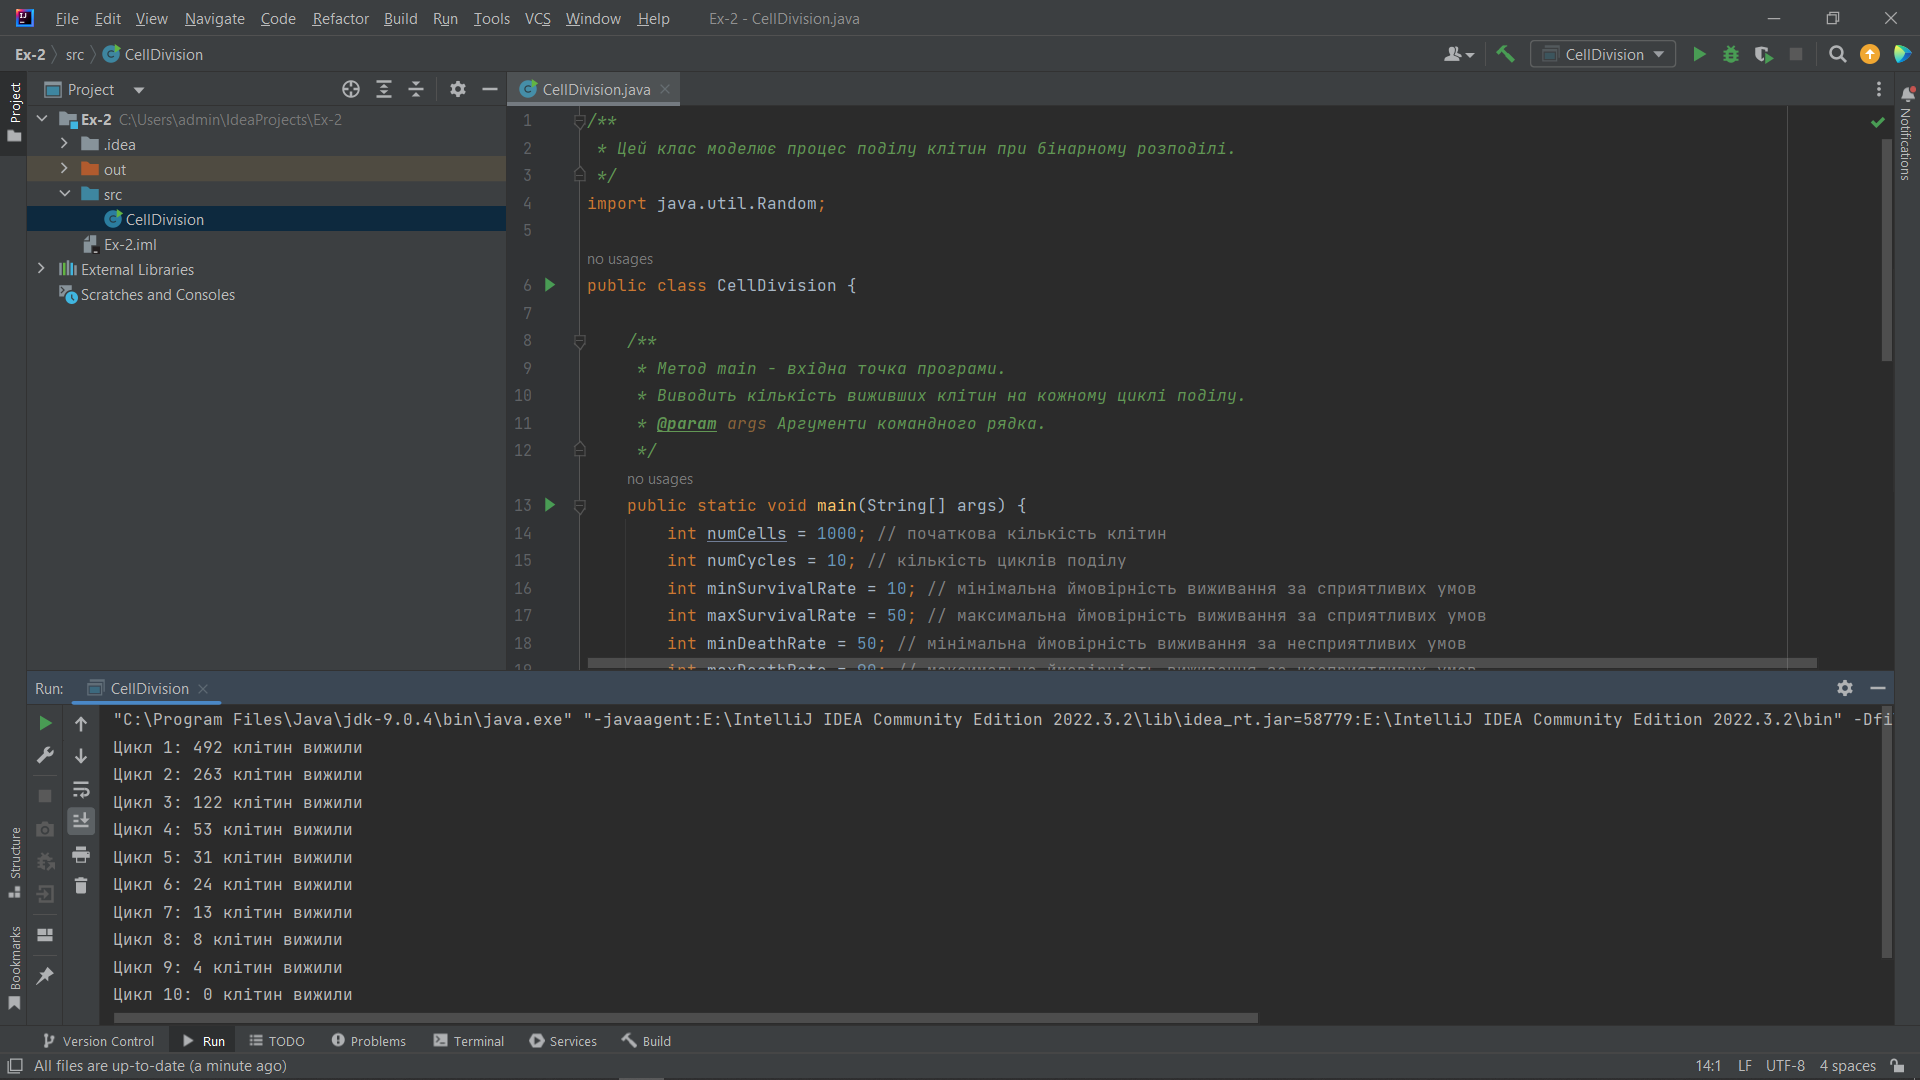 File Edit View Navigate Code Refactor Build Run Tools VCS Window Help Ex-2 - CellDivision.java
Ex-2 src CellDivision
CellDivision
Project
Project
Ex-2 C:\Users\admin\IdeaProjects\Ex-2
.idea
out
src
CellDivision
Ex-2.iml
External Libraries
Scratches and Consoles
CellDivision.java
1 /**
2 * Цей клас моделює процес поділу клітин при бінарному розподілі.
3 */
4 import java.util.Random;
5
no usages
6 public class CellDivision {
7
8 /**
9 * Метод main - вхідна точка програми.
10 * Виводить кількість виживших клітин на кожному циклі поділу.
11 * @param args Аргументи командного рядка.
12 */
no usages
13 public static void main(String[] args) {
14 int numCells = 1000; // початкова кількість клітин
15 int numCycles = 10; // кількість циклів поділу
16 int minSurvivalRate = 10; // мінімальна ймовірність виживання за сприятливих умов
17 int maxSurvivalRate = 50; // максимальна ймовірність виживання за сприятливих умов
18 int minDeathRate = 50; // мінімальна ймовірність виживання за несприятливих умов
Notifications
Run: CellDivision
"C:\Program Files\Java\jdk-9.0.4\bin\java.exe" "-javaagent:E:\IntelliJ IDEA Community Edition 2022.3.2\lib\idea_rt.jar=58779:E:\IntelliJ IDEA Community Edition 2022.3.2\bin" -Dfi
Цикл 1: 492 клітин вижили
Цикл 2: 263 клітин вижили
Цикл 3: 122 клітин вижили
Цикл 4: 53 клітин вижили
Цикл 5: 31 клітин вижили
Цикл 6: 24 клітин вижили
Цикл 7: 13 клітин вижили
Цикл 8: 8 клітин вижили
Цикл 9: 4 клітин вижили
Цикл 10: 0 клітин вижили
Structure
Bookmarks
Version Control Run TODO Problems Terminal Services Build
All files are up-to-date (a minute ago) 14:1 LF UTF-8 4 spaces